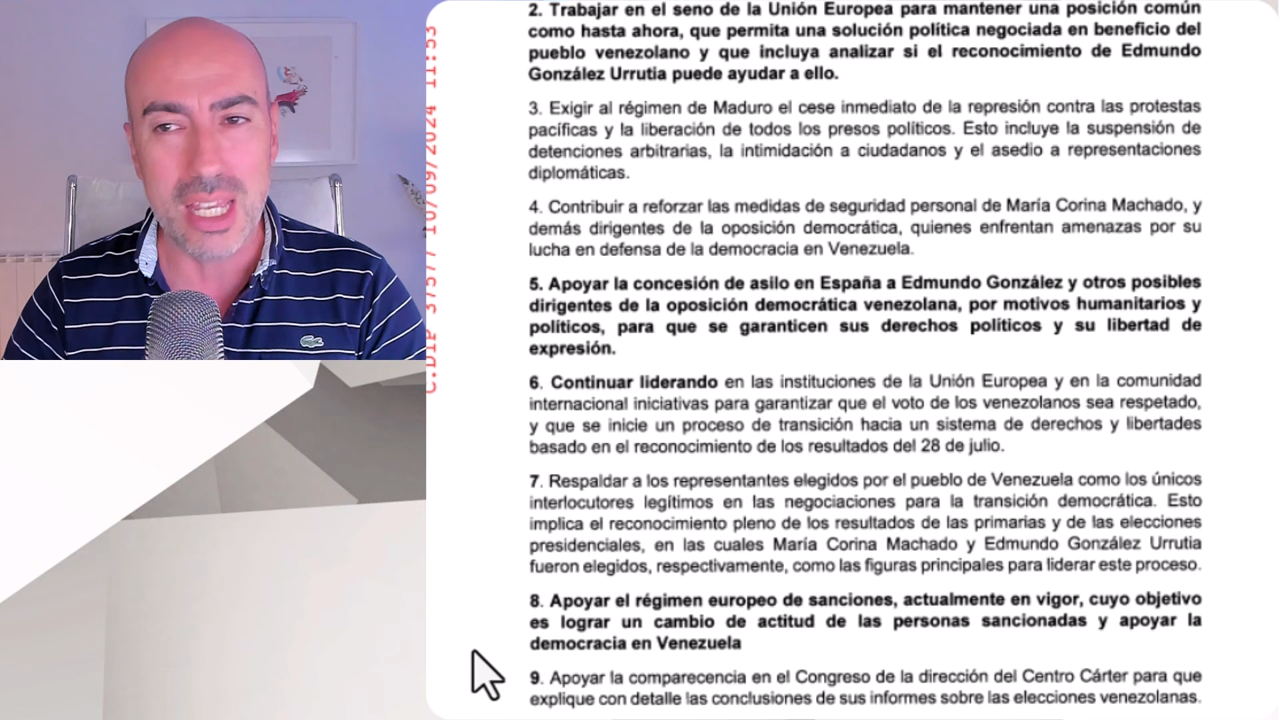 2. Trabajar en el seno de la Unión Europea para mantener una posición común
como hasta ahora, que permita una solución política negociada en beneficio del
pueblo venezolano y que incluya analizar si el reconocimiento de Edmundo
González Urrutia puede ayudar a ello.
3. Exigir al régimen de Maduro el cese inmediato de la represión contra las protestas
pacíficas y la liberación de todos los presos políticos. Esto incluye la suspensión de
detenciones arbitrarias, la intimidación a ciudadanos y el asedio a representaciones
diplomáticas.
4. Contribuir a reforzar las medidas de seguridad personal de María Corina Machado, y
demás dirigentes de la oposición democrática, quienes enfrentan amenazas por su
lucha en defensa de la democracia en Venezuela.
5. Apoyar la concesión de asilo en España a Edmundo González y otros posibles
dirigentes de la oposición democrática venezolana, por motivos humanitarios y
políticos, para que se garanticen sus derechos políticos y su libertad de
expresión.
6. Continuar liderando en las instituciones de la Unión Europea y en la comunidad
internacional iniciativas para garantizar que el voto de los venezolanos sea respetado,
y que se inicie un proceso de transición hacia un sistema de derechos y libertades
basado en el reconocimiento de los resultados del 28 de julio.
7. Respaldar a los representantes elegidos por el pueblo de Venezuela como los únicos
interlocutores legítimos en las negociaciones para la transición democrática. Esto
implica el reconocimiento pleno de los resultados de las primarias y de las elecciones
presidenciales, en las cuales María Corina Machado y Edmundo González Urrutia
fueron elegidos, respectivamente, como las figuras principales para liderar este proceso.
8. Apoyar el régimen europeo de sanciones, actualmente en vigor, cuyo objetivo
es lograr un cambio de actitud de las personas sancionadas y apoyar la
democracia en Venezuela
9. Apoyar la comparecencia en el Congreso de la dirección del Centro Cárter para que
explique con detalle las conclusiones de sus informes sobre las elecciones venezolanas.
C.DIP 37577 10/09/2024 11:53